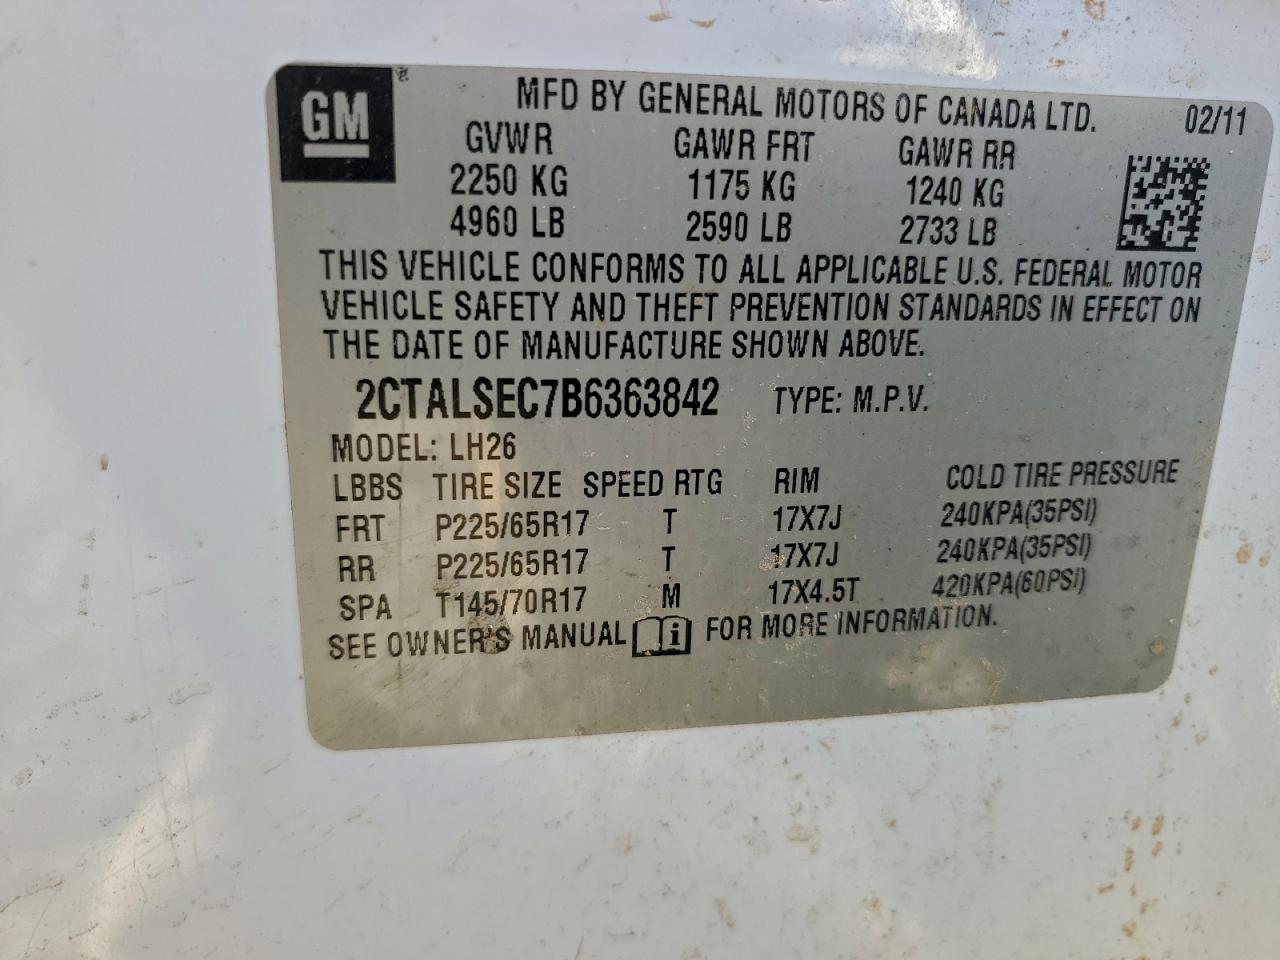 GM
MFD BY GENERAL MOTORS OF CANADA LTD. 02/11
GVWR GAWR FRT GAWR RR
2250 KG 1175 KG 1240 KG
4960 LB 2590 LB 2733 LB
THIS VEHICLE CONFORMS TO ALL APPLICABLE U.S. FEDERAL MOTOR
VEHICLE SAFETY AND THEFT PREVENTION STANDARDS IN EFFECT ON
THE DATE OF MANUFACTURE SHOWN ABOVE.
2CTALSEC7B6363842 TYPE: M.P.V.
MODEL: LH26
LBBS TIRE SIZE SPEED RTG RIM COLD TIRE PRESSURE
FRT P225/65R17 T 17X7J 240KPA(35PSI)
RR P225/65R17 T 17X7J 240KPA(35PSI)
SPA T145/70R17 M 17X4.5T 420KPA(60PSI)
SEE OWNER'S MANUAL i FOR MORE INFORMATION.